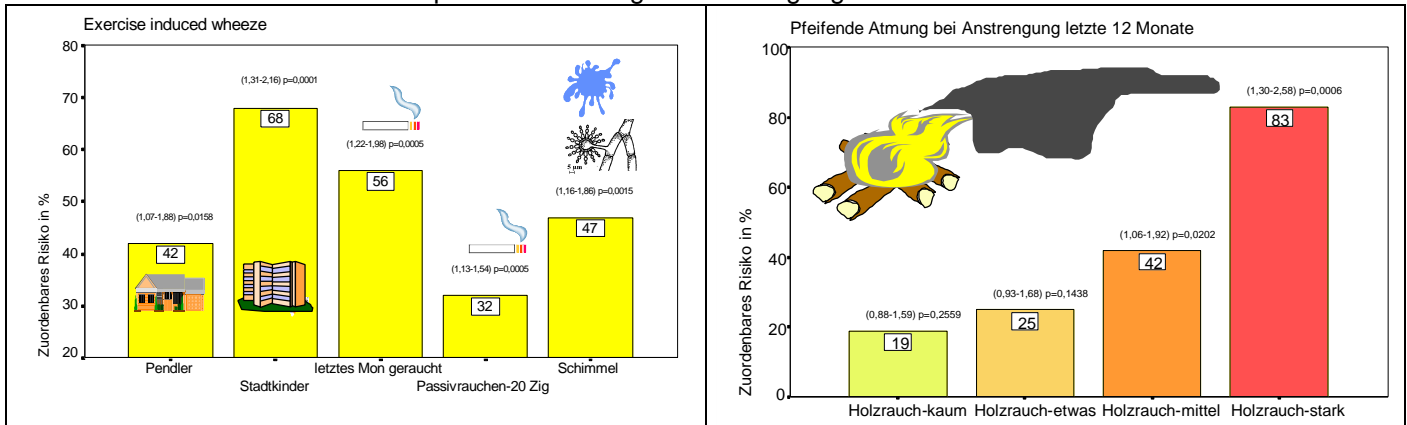 Exercise induced wheeze
Zuordenbares Risiko in %
80
70
60
50
40
30
20
(1,07-1,88) p=0,0158
42
(1,31-2,16) p=0,0001
68
(1,22-1,98) p=0,0005
56
(1,13-1,54) p=0,0005
32
5 µm
(1,16-1,86) p=0,0015
47
Pendler
Stadtkinder
letztes Mon geraucht
Passivrauchen-20 Zig
Schimmel
Pfeifende Atmung bei Anstrengung letzte 12 Monate
Zuordenbares Risiko in %
100
80
60
40
20
0
(0,88-1,59) p=0,2559
19
(0,93-1,68) p=0,1438
25
(1,06-1,92) p=0,0202
42
(1,30-2,58) p=0,0006
83
Holzrauch-kaum
Holzrauch-etwas
Holzrauch-mittel
Holzrauch-stark